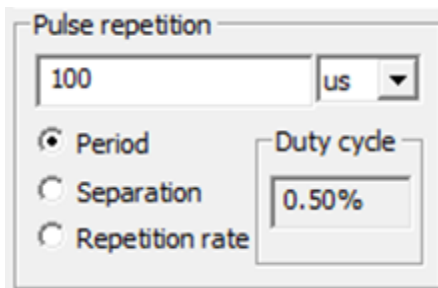 Pulse repetition
100 us
Period
Duty cycle
Separation
0.50%
Repetition rate